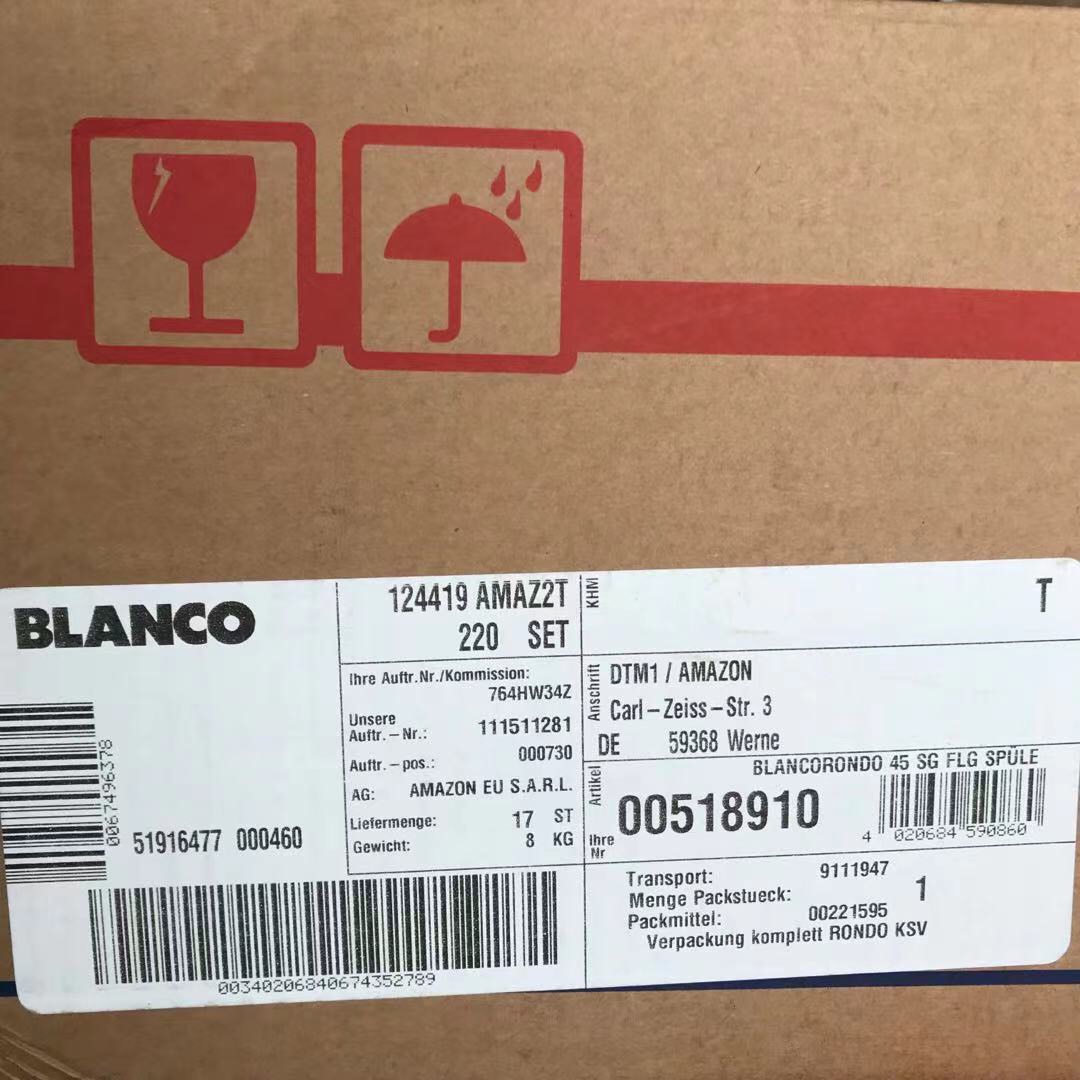 BLANCO
0067496378
51916477 000460
00340206840674352789
124419 AMAZ2T
220 SET
Ihre Auftr.Nr./Kommission:
764HW34Z
Unsere
Auftr.-Nr.: 111511281
Auftr.-pos.: 000730
AG: AMAZON EU S.A.R.L.
Liefermenge: 17 ST
Gewicht: 8 KG
KHM
T
Anschrift
DTM1 / AMAZON
Carl-Zeiss-Str. 3
DE 59368 Werne
BLANCORONDO 45 SG FLG SPÜLE
Artikel
00518910
4 020684 590860
Ihre
Nr
Transport: 9111947
Menge Packstueck: 1
Packmittel: 00221595
Verpackung komplett RONDO KSV